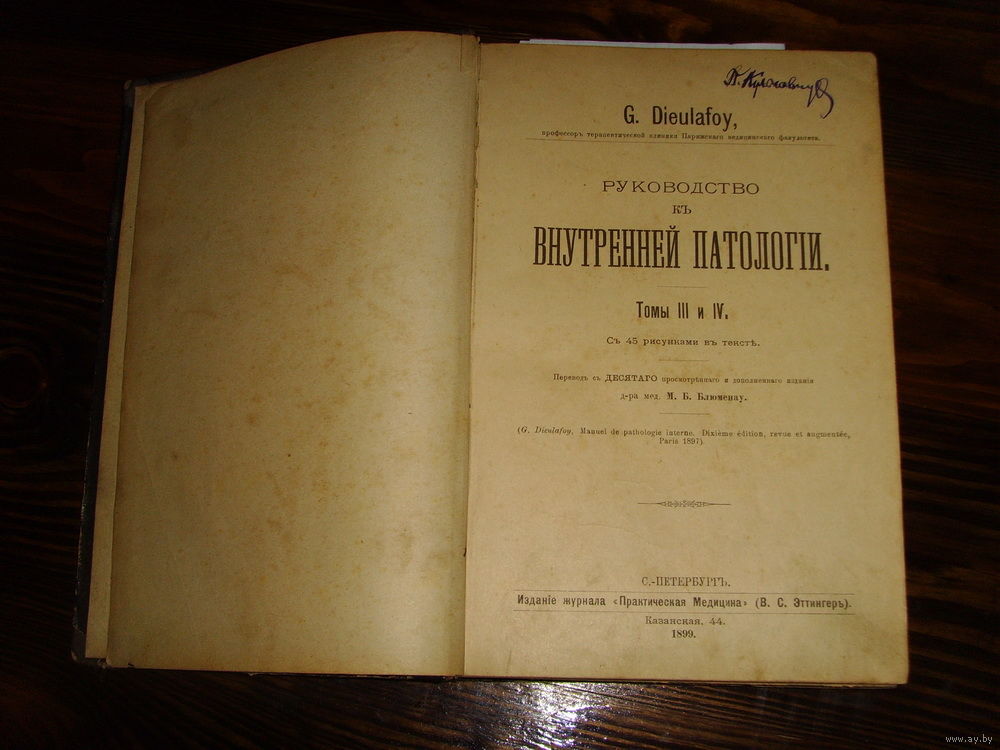 G. Dieulafoy,
профессоръ терапевтической клиники Парижскаго медицинскаго факультета.
РУКОВОДСТВО
КЪ
ВНУТРЕННЕЙ ПАТОЛОГІИ.
Томы III и IV.
Съ 45 рисунками въ текстѣ.
Переводъ съ ДЕСЯТАГО просмотрѣннаго и дополненнаго изданія
д-ра мед. М. Б. Блюменау.
(G. Dieulafoy, Manuel de pathologie interne. Dixième édition, revue et augmentée,
Paris 1897).
С.-ПЕТЕРБУРГЪ.
Изданіе журнала «Практическая Медицина» (В. С. Эттингеръ).
Казанская, 44.
1899.
www.ay.by